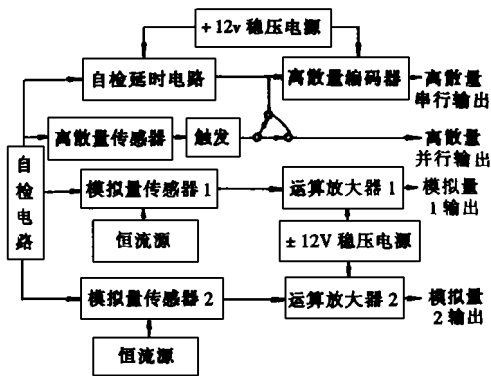 +12v 稳压电源
自检延时电路
离散量编码器
离散量
串行输出
离散量传感器
触发
离散量
并行输出
自检电路
模拟量传感器1
运算放大器1
模拟量
1输出
恒流源
±12V 稳压电源
模拟量传感器2
运算放大器2
模拟量
2输出
恒流源